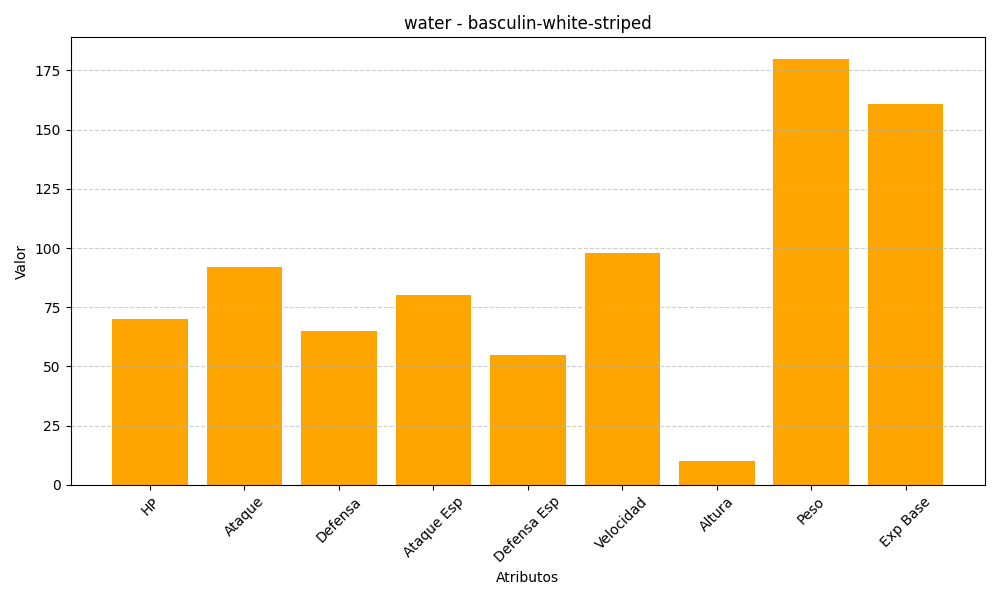 water - basculin-white-striped
Valor
175
150
125
100
75
50
25
0
HP
Ataque
Defensa
Ataque Esp
Defensa Esp
Velocidad
Altura
Peso
Exp Base
Atributos